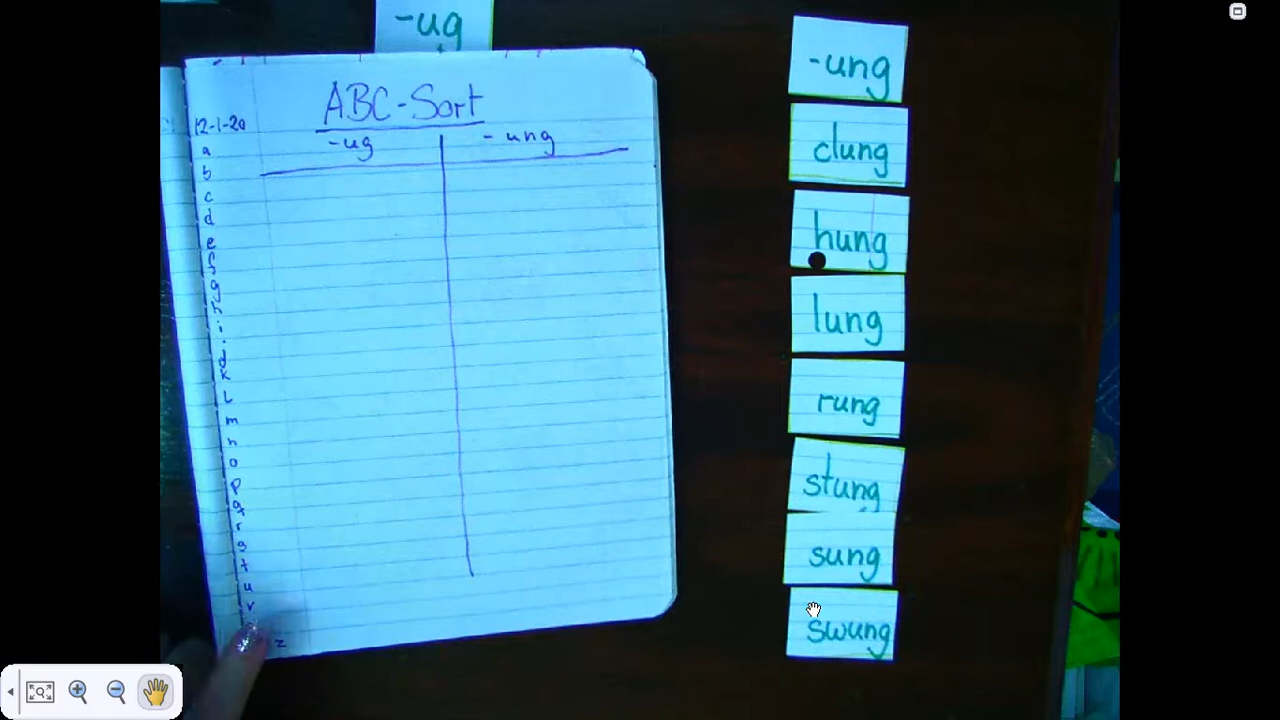 -ug
ABC-Sort
12-1-20
-ug -ung
a
b
c
d
e
f
g
h
i
j
k
L
m
n
o
p
q
r
s
t
u
v
z
-ung
clung
hung
lung
rung
stung
sung
swung